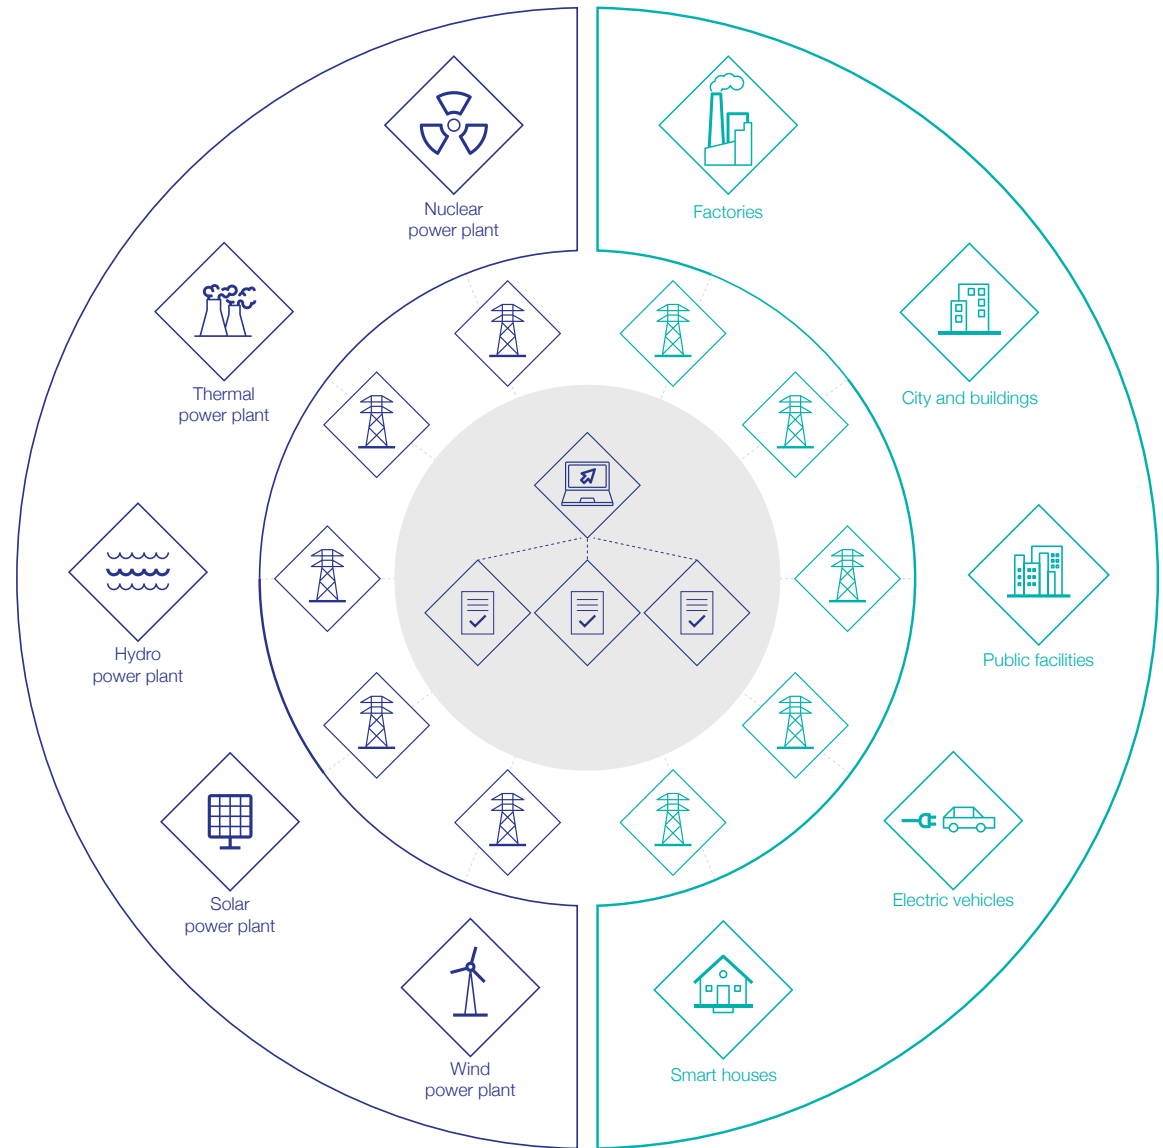 Nuclear
power plant
Factories
Thermal
power plant
City and buildings
Hydro
power plant
Public facilities
Solar
power plant
Electric vehicles
Wind
power plant
Smart houses